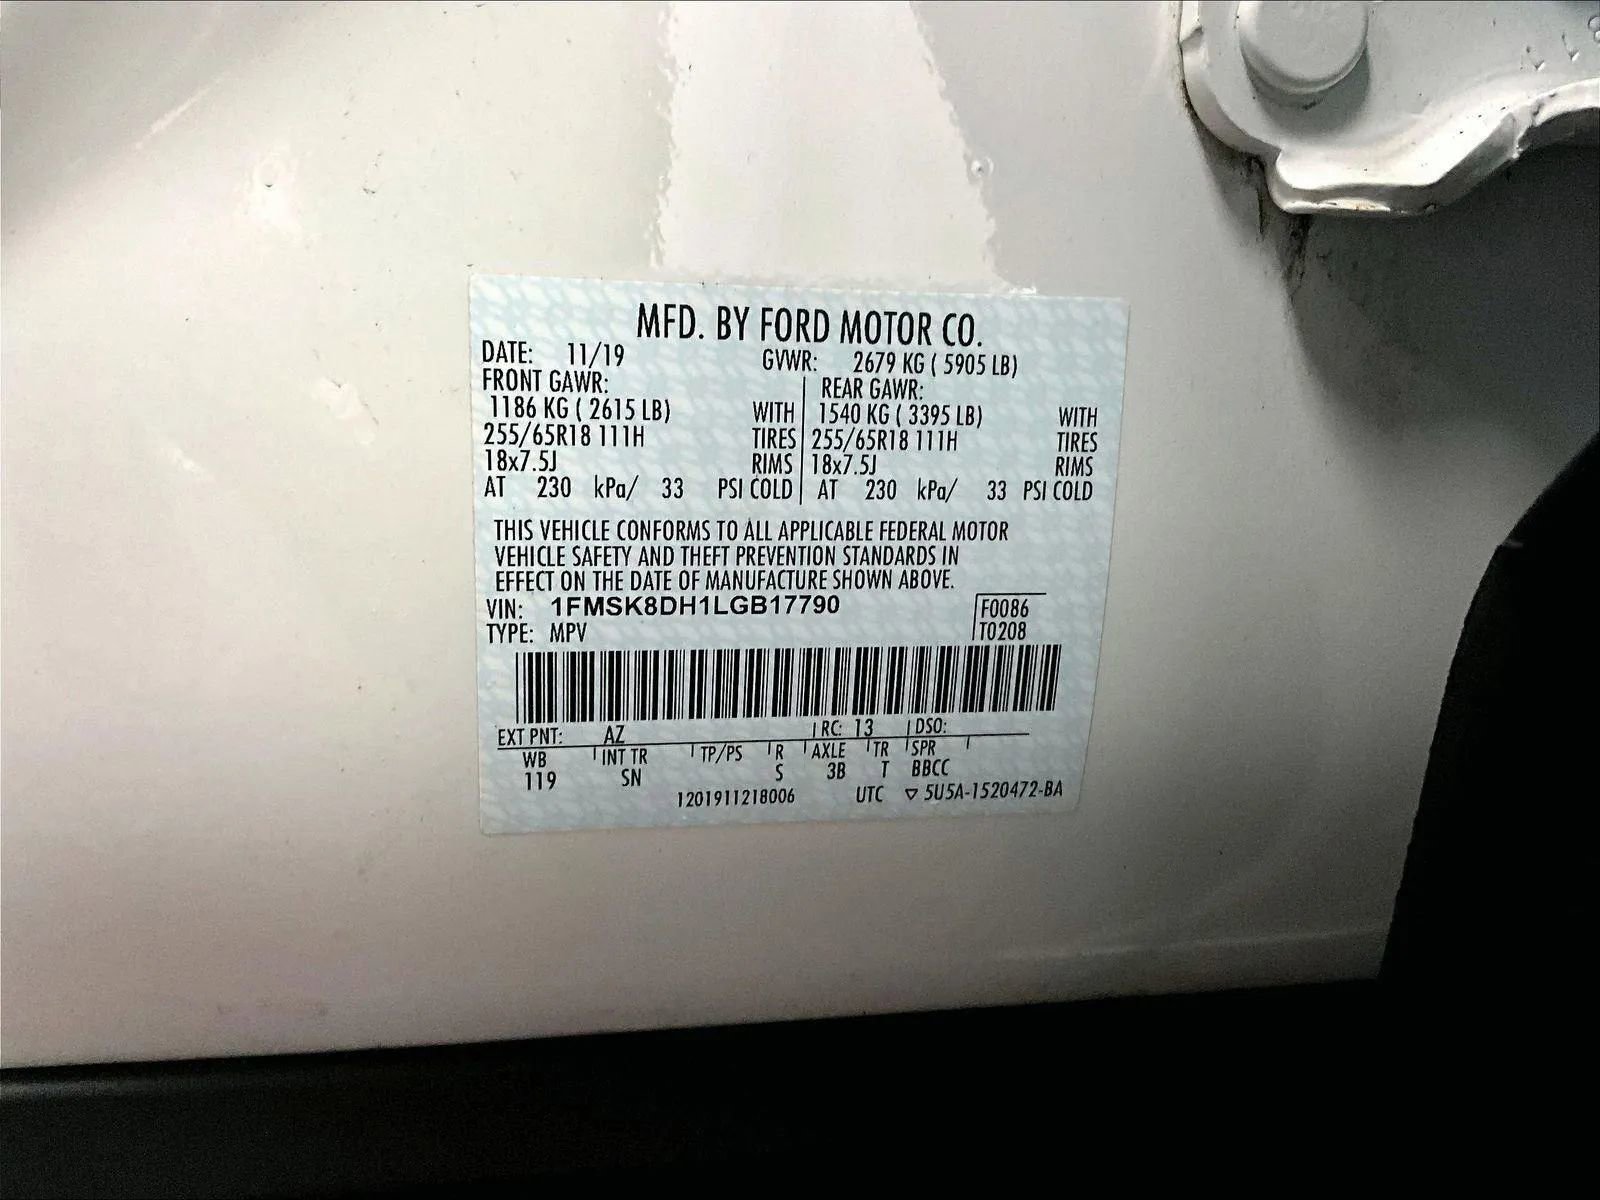 MFD. BY FORD MOTOR CO.
DATE: 11/19 GVWR: 2679 KG ( 5905 LB)
FRONT GAWR: REAR GAWR:
1186 KG ( 2615 LB) WITH 1540 KG ( 3395 LB) WITH
255/65R18 111H TIRES 255/65R18 111H TIRES
18x7.5J RIMS 18x7.5J RIMS
AT 230 kPa/ 33 PSI COLD AT 230 kPa/ 33 PSI COLD
THIS VEHICLE CONFORMS TO ALL APPLICABLE FEDERAL MOTOR
VEHICLE SAFETY AND THEFT PREVENTION STANDARDS IN
EFFECT ON THE DATE OF MANUFACTURE SHOWN ABOVE.
VIN: 1FMSK8DH1LGB17790 F0086
TYPE: MPV T0208
EXT PNT: AZ RC: 13 DSO:
WB INT TR TP/PS R AXLE TR SPR
119 SN S 3B T BBCC
1201911218006 UTC ▽ 5U5A-1520472-BA